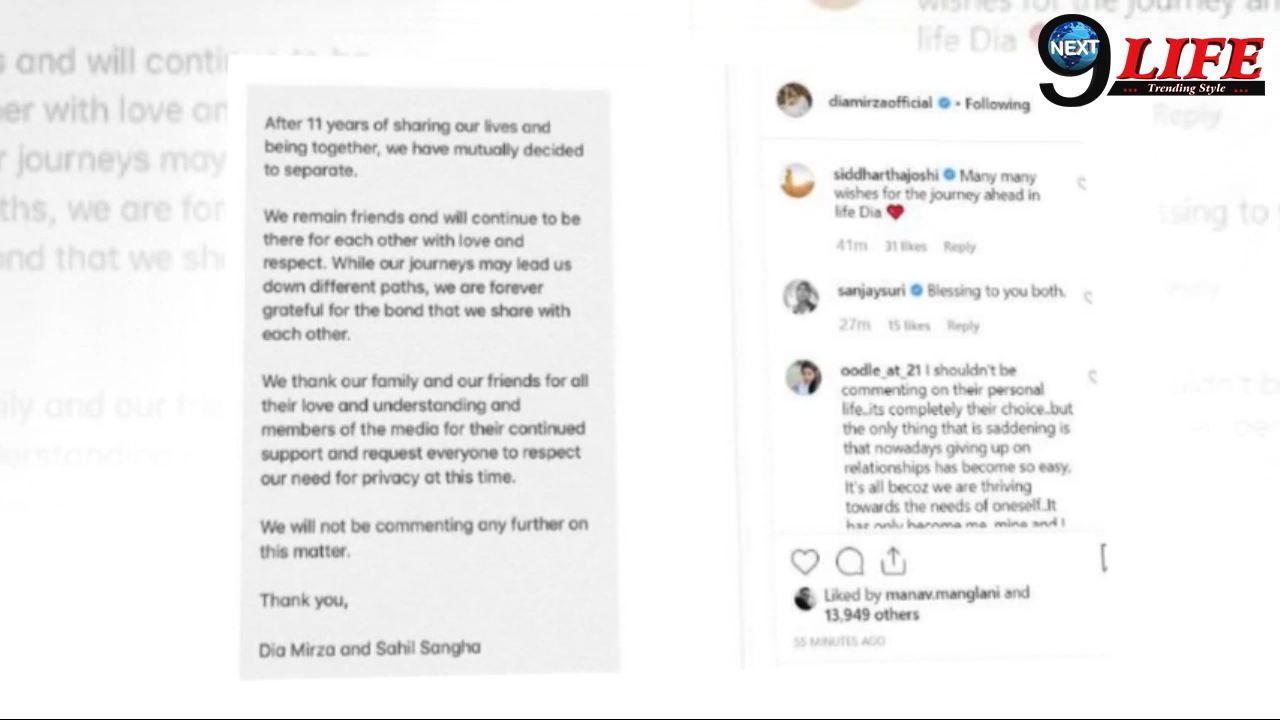 NEXT
9 LIFE
... Trending Style ...
After 11 years of sharing our lives and
being together, we have mutually decided
to separate.
We remain friends and will continue to be
there for each other with love and
respect. While our journeys may lead us
down different paths, we are forever
grateful for the bond that we share with
each other.
We thank our family and our friends for all
their love and understanding and
members of the media for their continued
support and request everyone to respect
our need for privacy at this time.
We will not be commenting any further on
this matter.
Thank you,
Dia Mirza and Sahil Sangha
diamirzaofficial • Following
siddharthajoshi Many many
wishes for the journey ahead in
life Dia ❤
41m 31 likes Reply
sanjaysuri Blessing to you both.
27m 15 likes Reply
oodle_at_21 I shouldn't be
commenting on their personal
life..its completely their choice..but
the only thing that is saddening is
that nowadays giving up on
relationships has become so easy.
It's all becoz we are thriving
towards the needs of oneself..It
has only become me, mine and I
Liked by manav.manglani and
13,949 others
55 MINUTES AGO